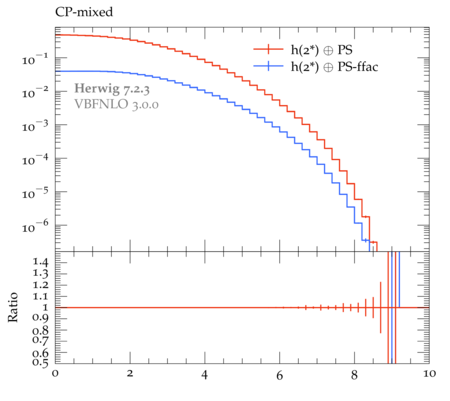 CP-mixed
h(2*) ⊕ PS
h(2*) ⊕ PS-ffac
Herwig 7.2.3
VBFNLO 3.0.0
10⁻¹
10⁻²
10⁻³
10⁻⁴
10⁻⁵
10⁻⁶
Ratio
1.4
1.3
1.2
1.1
1
0.9
0.8
0.7
0.6
0.5
0 2 4 6 8 10